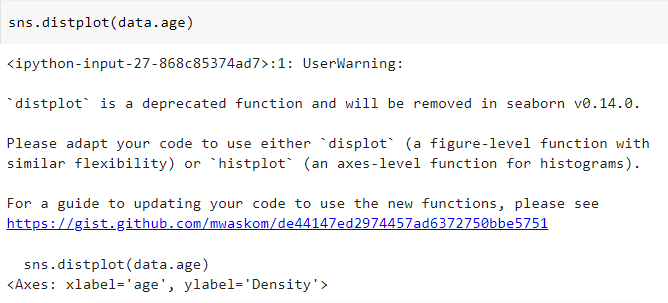 sns.distplot(data.age)
<ipython-input-27-868c85374ad7>:1: UserWarning:
`distplot` is a deprecated function and will be removed in seaborn v0.14.0.
Please adapt your code to use either `displot` (a figure-level function with
similar flexibility) or `histplot` (an axes-level function for histograms).
For a guide to updating your code to use the new functions, please see
https://gist.github.com/mwaskom/de44147ed2974457ad6372750bbe5751
sns.distplot(data.age)
<Axes: xlabel='age', ylabel='Density'>